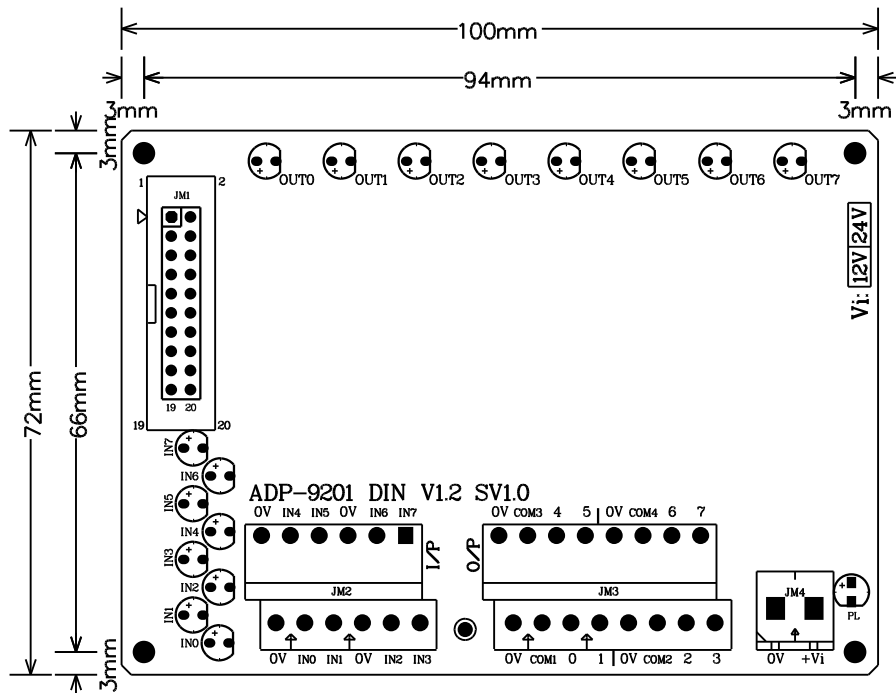 100mm
94mm
3mm
3mm
3mm
OUT0 OUT1 OUT2 OUT3 OUT4 OUT5 OUT6 OUT7
1 2
JM1
Vi: 12V 24V
72mm
66mm
19 20
19 20
IN7
IN6
IN5
IN4
IN3
IN2
IN1
IN0
ADP-9201 DIN V1.2 SV1.0
0V IN4 IN5 0V IN6 IN7
I/P
JM2
0V IN0 IN1 0V IN2 IN3
0V COM3 4 5 0V COM4 6 7
O/P
JM3
0V COM1 0 1 0V COM2 2 3
JM4
PL
0V +Vi
3mm